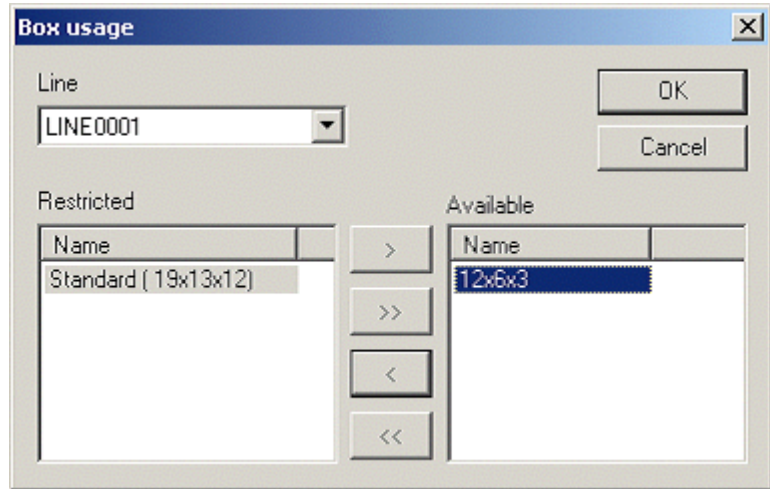 Box usage
Line
OK
LINE0001
Cancel
Restricted
Available
Name
>
Name
Standard ( 19x13x12)
12x6x3
>>
<
<<